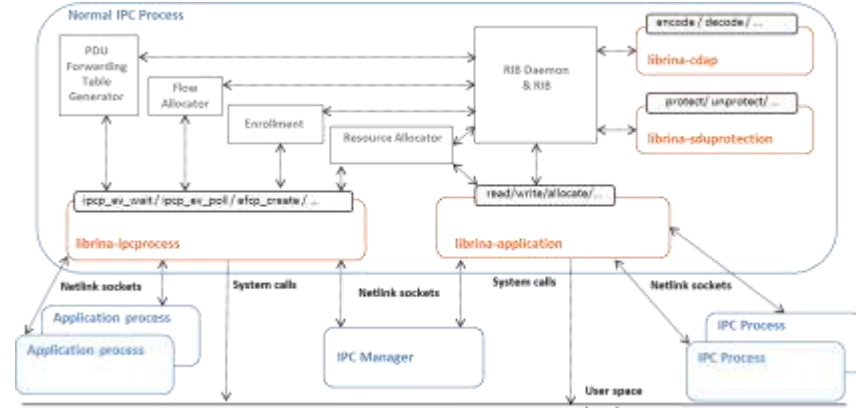 Normal IPC Process
encode / decode / ...
librina-cdap
PDU
Forwarding
Table
Generator
Flow
Allocator
RIB Daemon
& RIB
Enrollment
protect/ unprotect/ ...
librina-sduprotection
Resource Allocator
ipcp_ev_wait / ipcp_ev_poll / efcp_create / ...
read/write/allocate/...
librina-ipcprocess
librina-application
Netlink sockets
System calls
Netlink sockets
System calls
Netlink sockets
Application process
Application process
IPC Manager
IPC Process
IPC Process
User space